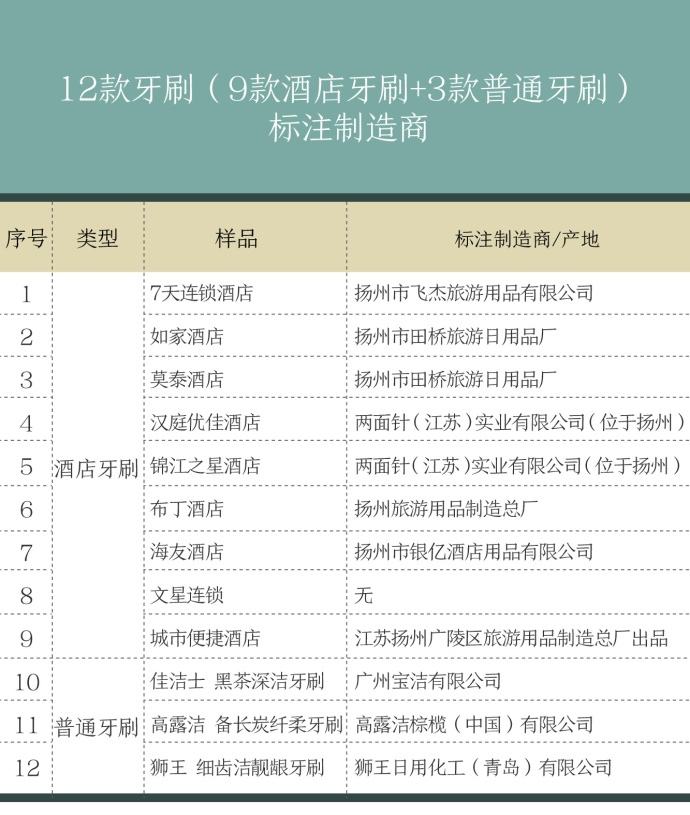 12款牙刷（9款酒店牙刷+3款普通牙刷）
标注制造商
序号 类型 样品 标注制造商/产地
1 7天连锁酒店 扬州市飞杰旅游用品有限公司
2 如家酒店 扬州市田桥旅游日用品厂
3 莫泰酒店 扬州市田桥旅游日用品厂
4 汉庭优佳酒店 两面针（江苏）实业有限公司（位于扬州）
5 酒店牙刷 锦江之星酒店 两面针（江苏）实业有限公司（位于扬州）
6 布丁酒店 扬州旅游用品制造总厂
7 海友酒店 扬州市银亿酒店用品有限公司
8 文星连锁 无
9 城市便捷酒店 江苏扬州广陵区旅游用品制造总厂出品
10 佳洁士 黑茶深洁牙刷 广州宝洁有限公司
11 普通牙刷 高露洁 备长炭纤柔牙刷 高露洁棕榄（中国）有限公司
12 狮王 细齿洁靓龈牙刷 狮王日用化工（青岛）有限公司